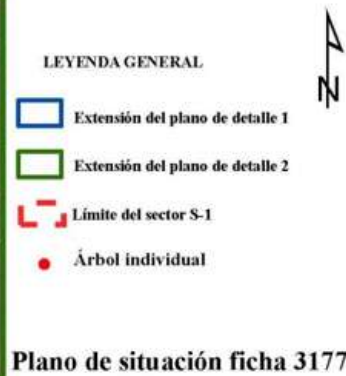 N
LEYENDA GENERAL
Extensión del plano de detalle 1
Extensión del plano de detalle 2
Límite del sector S-1
Árbol individual
Plano de situación ficha 3177